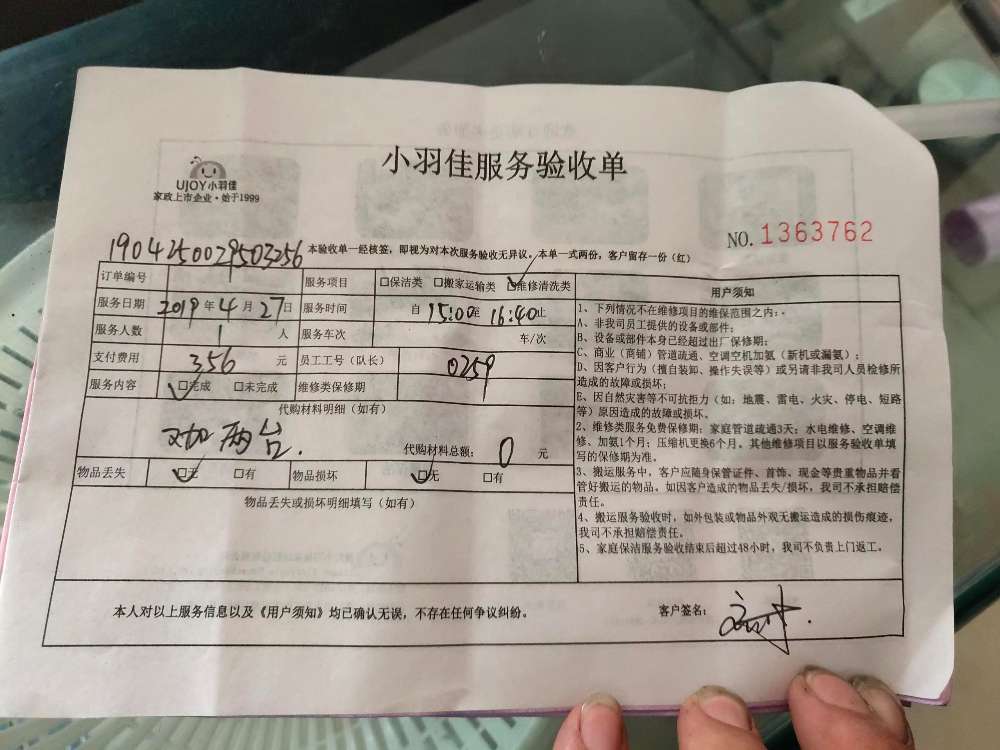 小羽佳服务验收单
UJOY小羽佳
家政上市企业·始于1999
NO. 1363762
1904250029503256
本验收单一经核签,即视为对本次服务验收无异议。本单一式两份,客户留存一份(红)
订单编号 服务项目 □保洁类 □搬家运输类 □维修清洗类
服务日期 2019 年 4 月 27 日 服务时间 自 15:00 至 16:40 止
服务人数 1 人 服务车次 车/次
支付费用 356 元 员工工号(队长) 0259
服务内容 □完成 □未完成 维修类保修期
代购材料明细(如有)
两台.
代购材料总额: 0 元
物品丢失 □无 □有 物品损坏 □无 □有
物品丢失或损坏明细填写(如有)
用户须知
1、下列情况不在维修项目的维保范围之内:
A、非我司员工提供的设备或部件;
B、设备或部件本身已经超过出厂保修期;
C、商业(商铺)管道疏通、空调空机加氨(新机或漏氨);
D、因客户行为(擅自装卸、操作失误等)或另请非我司人员检修所
造成的故障或损坏;
E、因自然灾害等不可抗拒力(如:地震、雷电、火灾、停电、短路
等)原因造成的故障或损坏。
2、维修类服务免费保修期:家庭管道疏通3天;水电维修、空调维
修、加氨1个月;压缩机更换6个月。其他维修项目以服务验收单填
写的保修期为准。
3、搬运服务中,客户应随身保管证件、首饰、现金等贵重物品并看
管好搬运的物品。如因客户造成的物品丢失/损坏,我司不承担赔偿
责任。
4、搬运服务验收时,如外包装或物品外观无搬运造成的损伤痕迹,
我司不承担赔偿责任。
5、家庭保洁服务验收结束后超过48小时,我司不负责上门返工。
本人对以上服务信息以及《用户须知》均已确认无误,不存在任何争议纠纷。 客户签名: